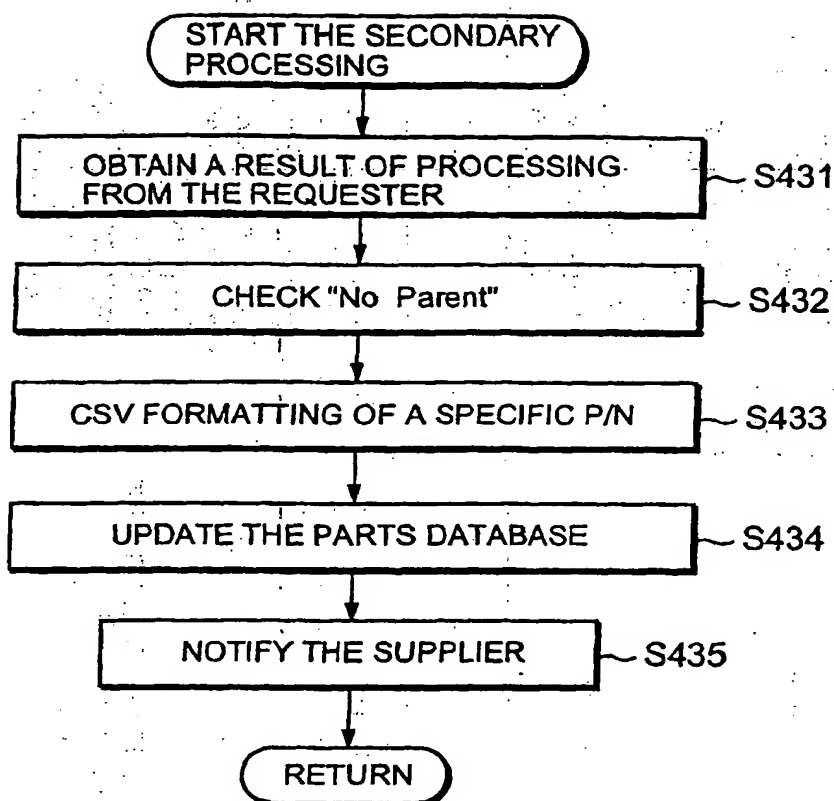 START THE SECONDARY
PROCESSING
OBTAIN A RESULT OF PROCESSING
FROM THE REQUESTER
S431
CHECK "No Parent"
S432
CSV FORMATTING OF A SPECIFIC P/N
S433
UPDATE THE PARTS DATABASE
S434
NOTIFY THE SUPPLIER
S435
RETURN